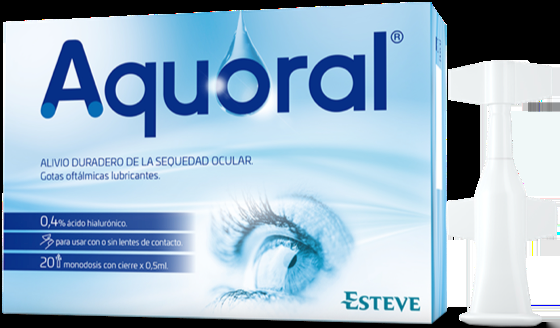 Aquoral®
ALIVIO DURADERO DE LA SEQUEDAD OCULAR.
Gotas oftálmicas lubricantes.
0,4% ácido hialurónico.
para usar con o sin lentes de contacto.
20 monodosis con cierre x 0,5ml.
ESTEVE